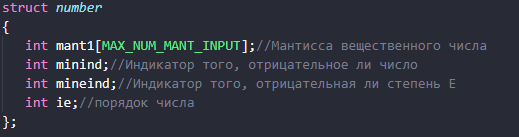 struct number
{
int mant1[MAX_NUM_MANT_INPUT];//Мантисса вещественного числа
int minind;//Индикатор того, отрицательное ли число
int mineind;//Индикатор того, отрицательная ли степень E
int ie;//порядок числа
};